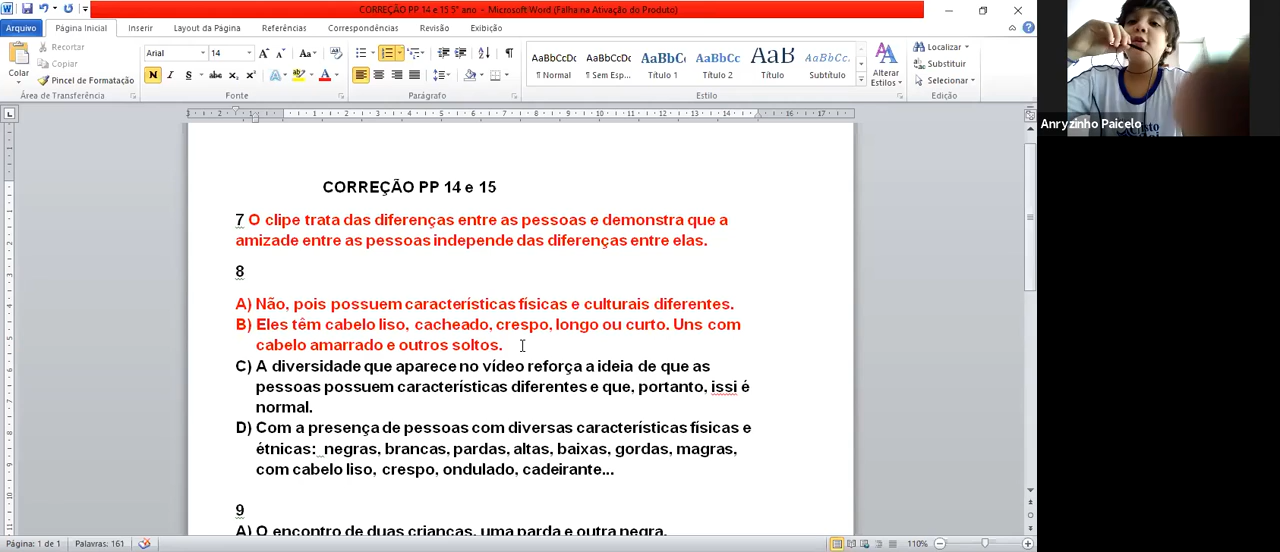 CORREÇÃO PP 14 e 15 5° ano - Microsoft Word (Falha na Ativação do Produto)
Arquivo Página Inicial Inserir Layout da Página Referências Correspondências Revisão Exibição
Colar Recortar Copiar Pincel de Formatação
Arial 14
N I S abc x₂ x²
AaBbCcDc AaBbCcDc AaBbC AaBbCc AaB AaBbCc.
¶ Normal ¶ Sem Esp... Título 1 Título 2 Título Subtítulo
Alterar Estilos
Localizar Substituir Selecionar
Área de Transferência Fonte Parágrafo Estilo Edição
Anryzinho Paicelo
CORREÇÃO PP 14 e 15
7 O clipe trata das diferenças entre as pessoas e demonstra que a
amizade entre as pessoas independe das diferenças entre elas.
8
A) Não, pois possuem características físicas e culturais diferentes.
B) Eles têm cabelo liso, cacheado, crespo, longo ou curto. Uns com
cabelo amarrado e outros soltos.
C) A diversidade que aparece no vídeo reforça a ideia de que as
pessoas possuem características diferentes e que, portanto, issi é
normal.
D) Com a presença de pessoas com diversas características físicas e
étnicas: negras, brancas, pardas, altas, baixas, gordas, magras,
com cabelo liso, crespo, ondulado, cadeirante...
9
A) O encontro de duas crianças, uma parda e outra negra.
Página: 1 de 1 Palavras: 161 110%